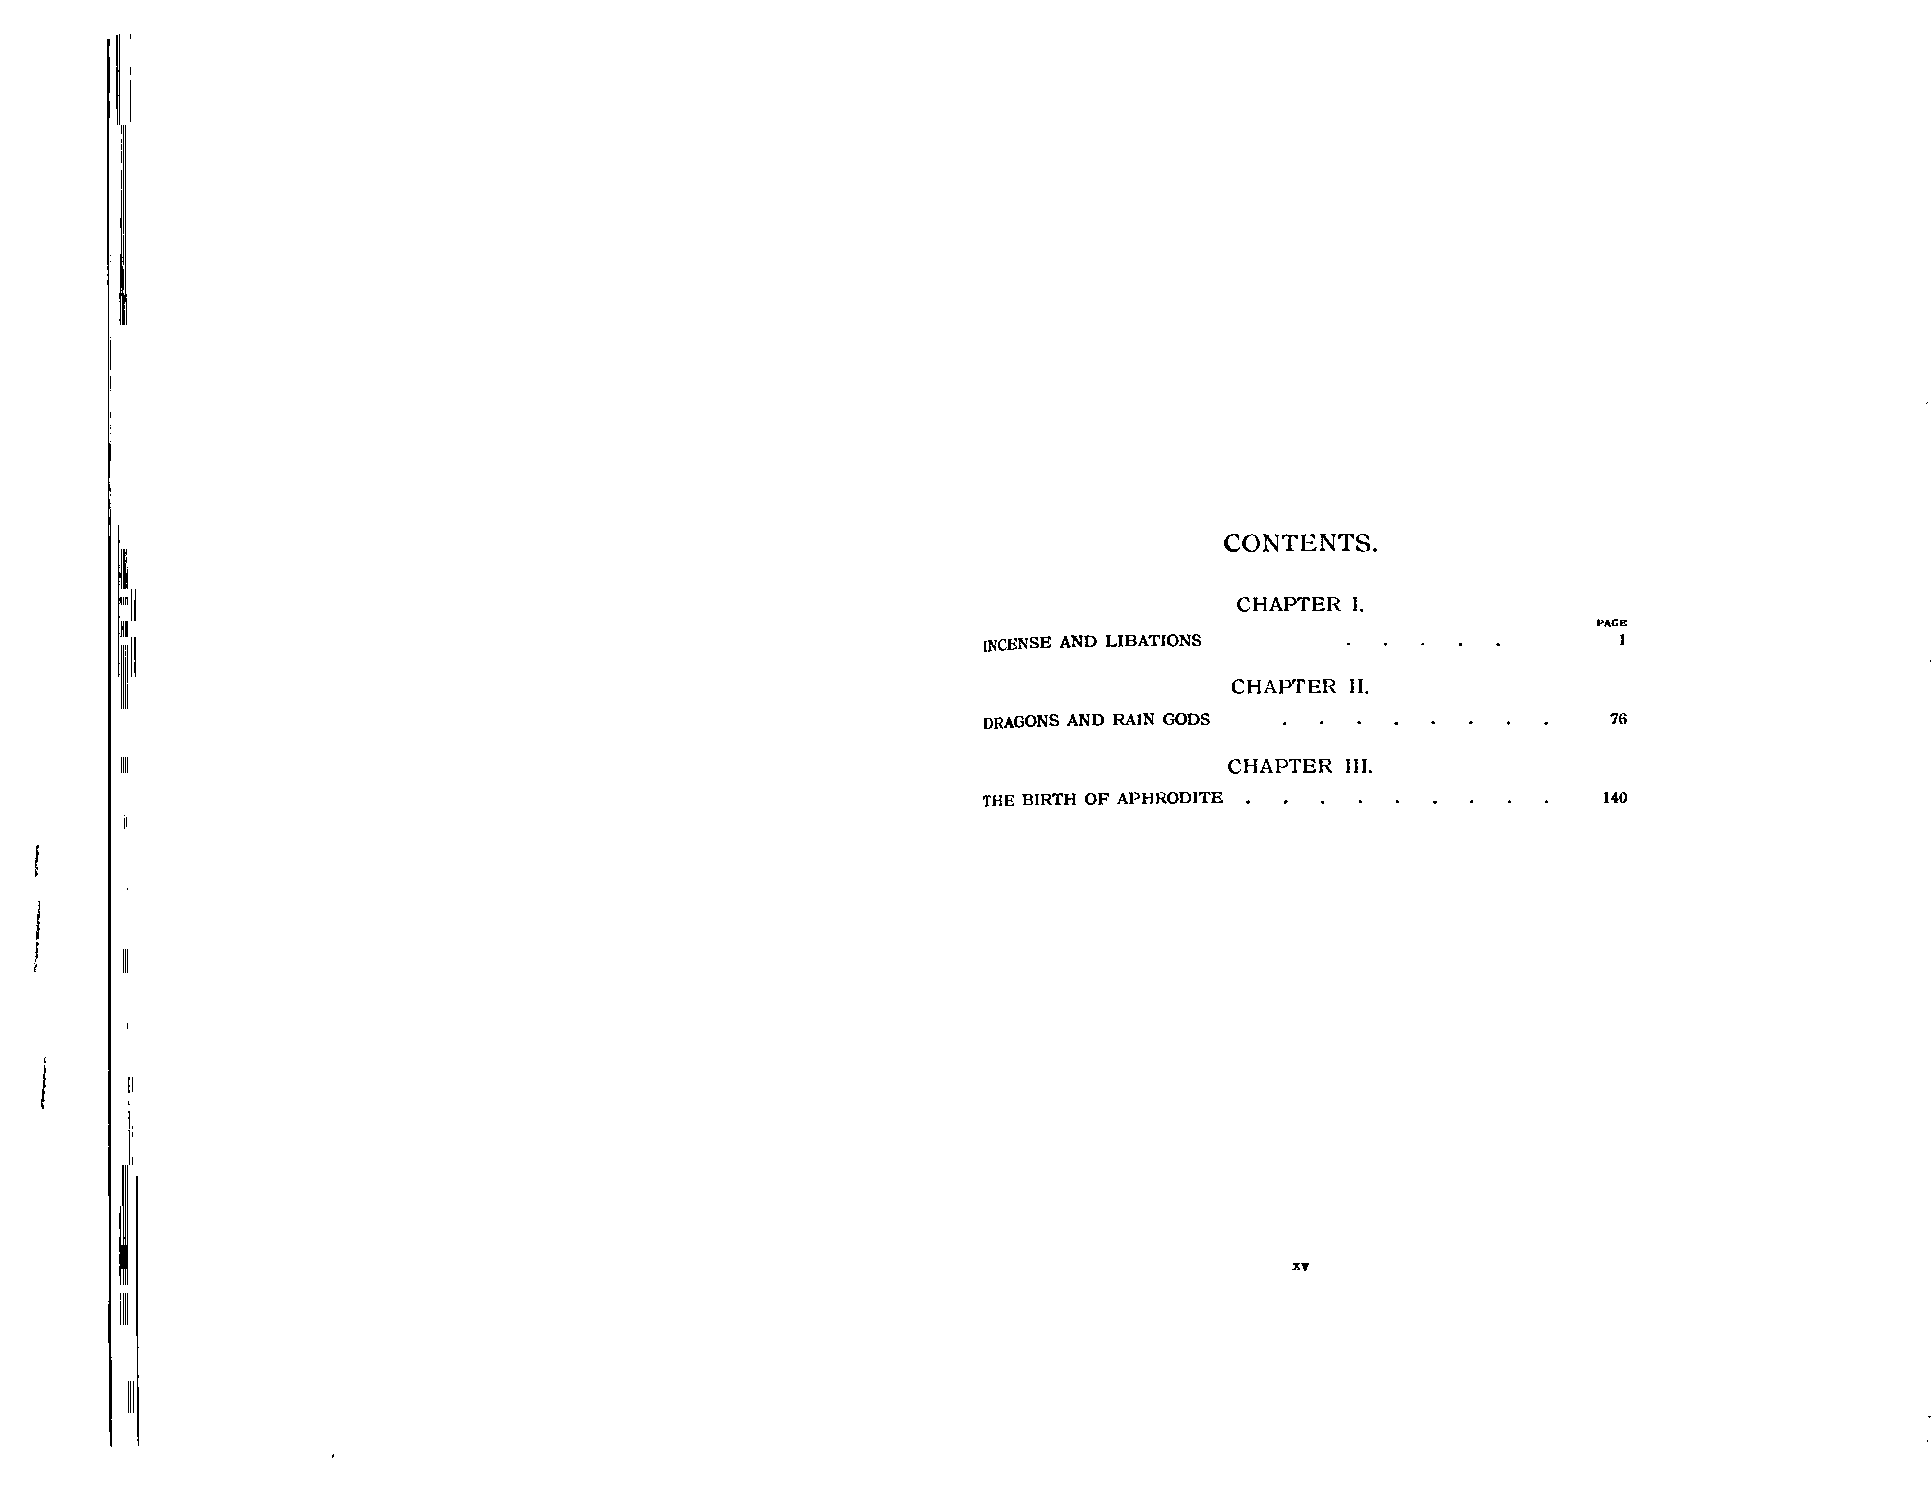 CONTENTS.
CHAPTER I.
PAGE
INCENSE AND LIBATIONS . . . . . 1
CHAPTER II.
DRAGONS AND RAIN GODS . . . . . . . . 76
CHAPTER III.
THE BIRTH OF APHRODITE . . . . . . . . . 140
xv